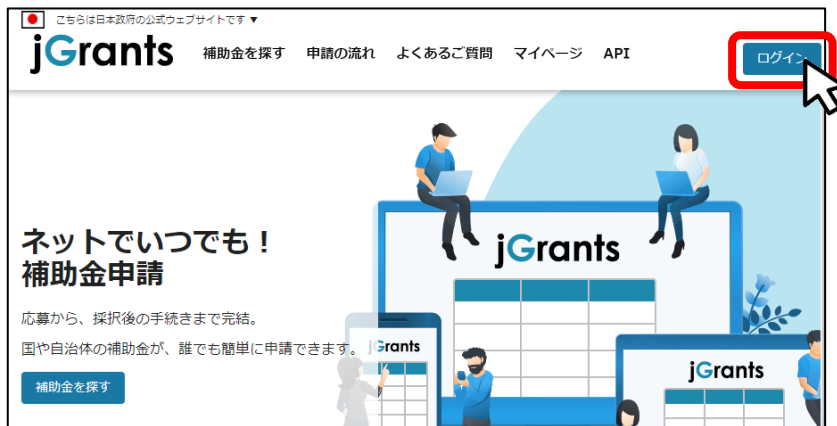 こちらは日本政府の公式ウェブサイトです ▼
jGrants 補助金を探す 申請の流れ よくあるご質問 マイページ API ログイン
ネットでいつでも！
補助金申請
応募から、採択後の手続きまで完結。
国や自治体の補助金が、誰でも簡単に申請できます。
補助金を探す
jGrants
jGrants
jGrants